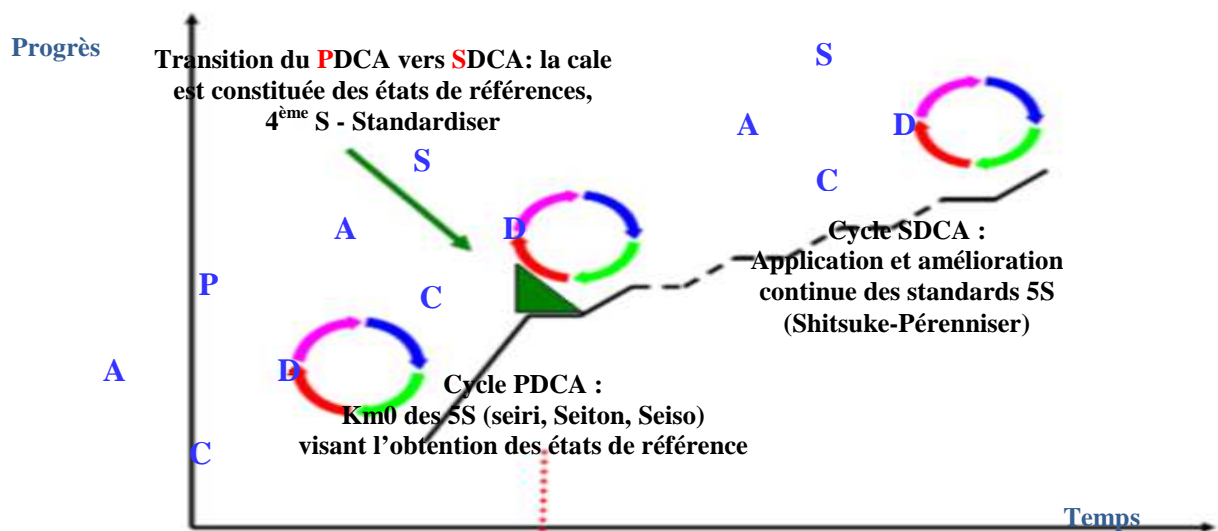 Progrès
Transition du PDCA vers SDCA: la cale
est constituée des états de références,
4ème S - Standardiser
S
A
D
C
S
A
D
C
Cycle SDCA :
Application et amélioration
continue des standards 5S
(Shitsuke-Pérenniser)
P
A
D
C
Cycle PDCA :
Km0 des 5S (seiri, Seiton, Seiso)
visant l’obtention des états de référence
Temps